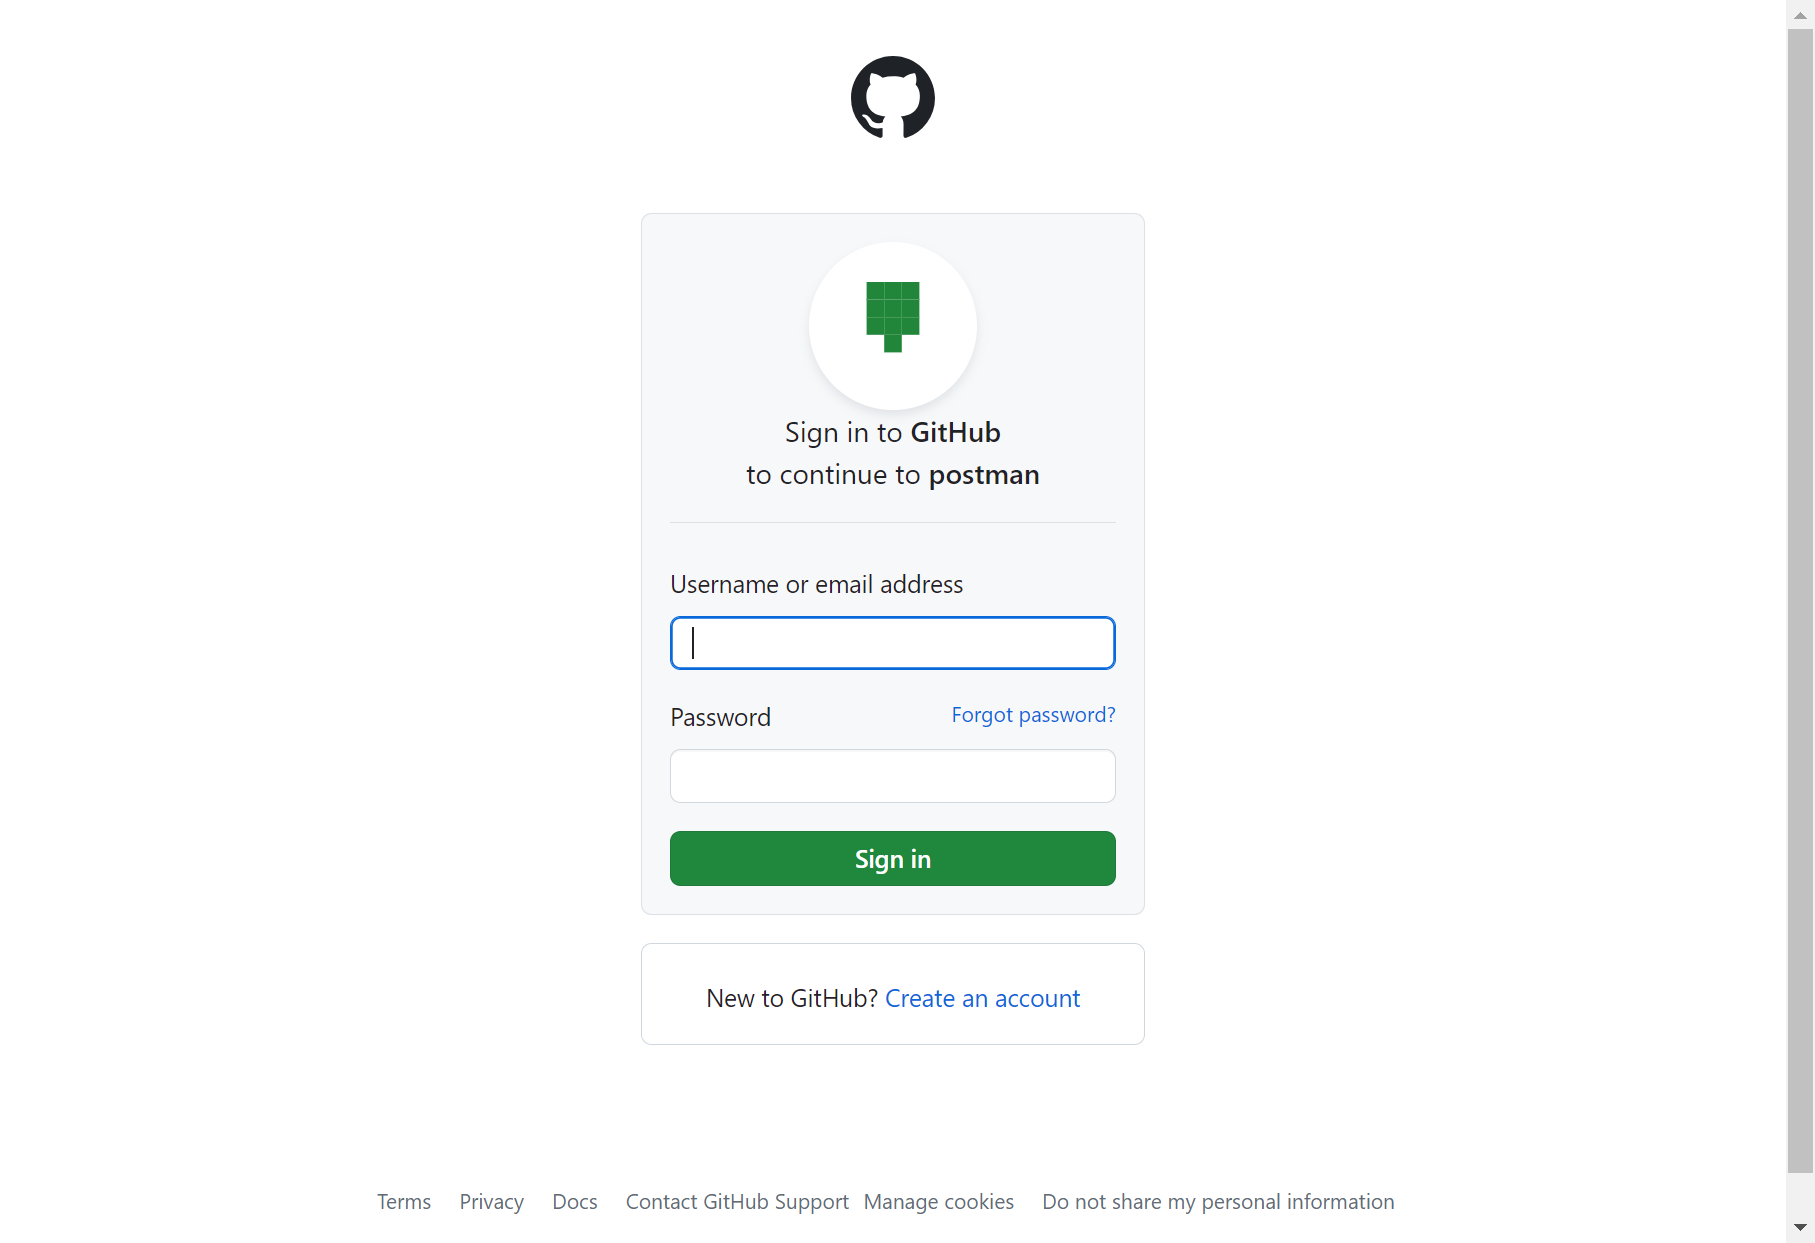 Sign in to GitHub
to continue to postman
Username or email address
Password
Forgot password?
Sign in
New to GitHub? Create an account
Terms Privacy Docs Contact GitHub Support Manage cookies Do not share my personal information